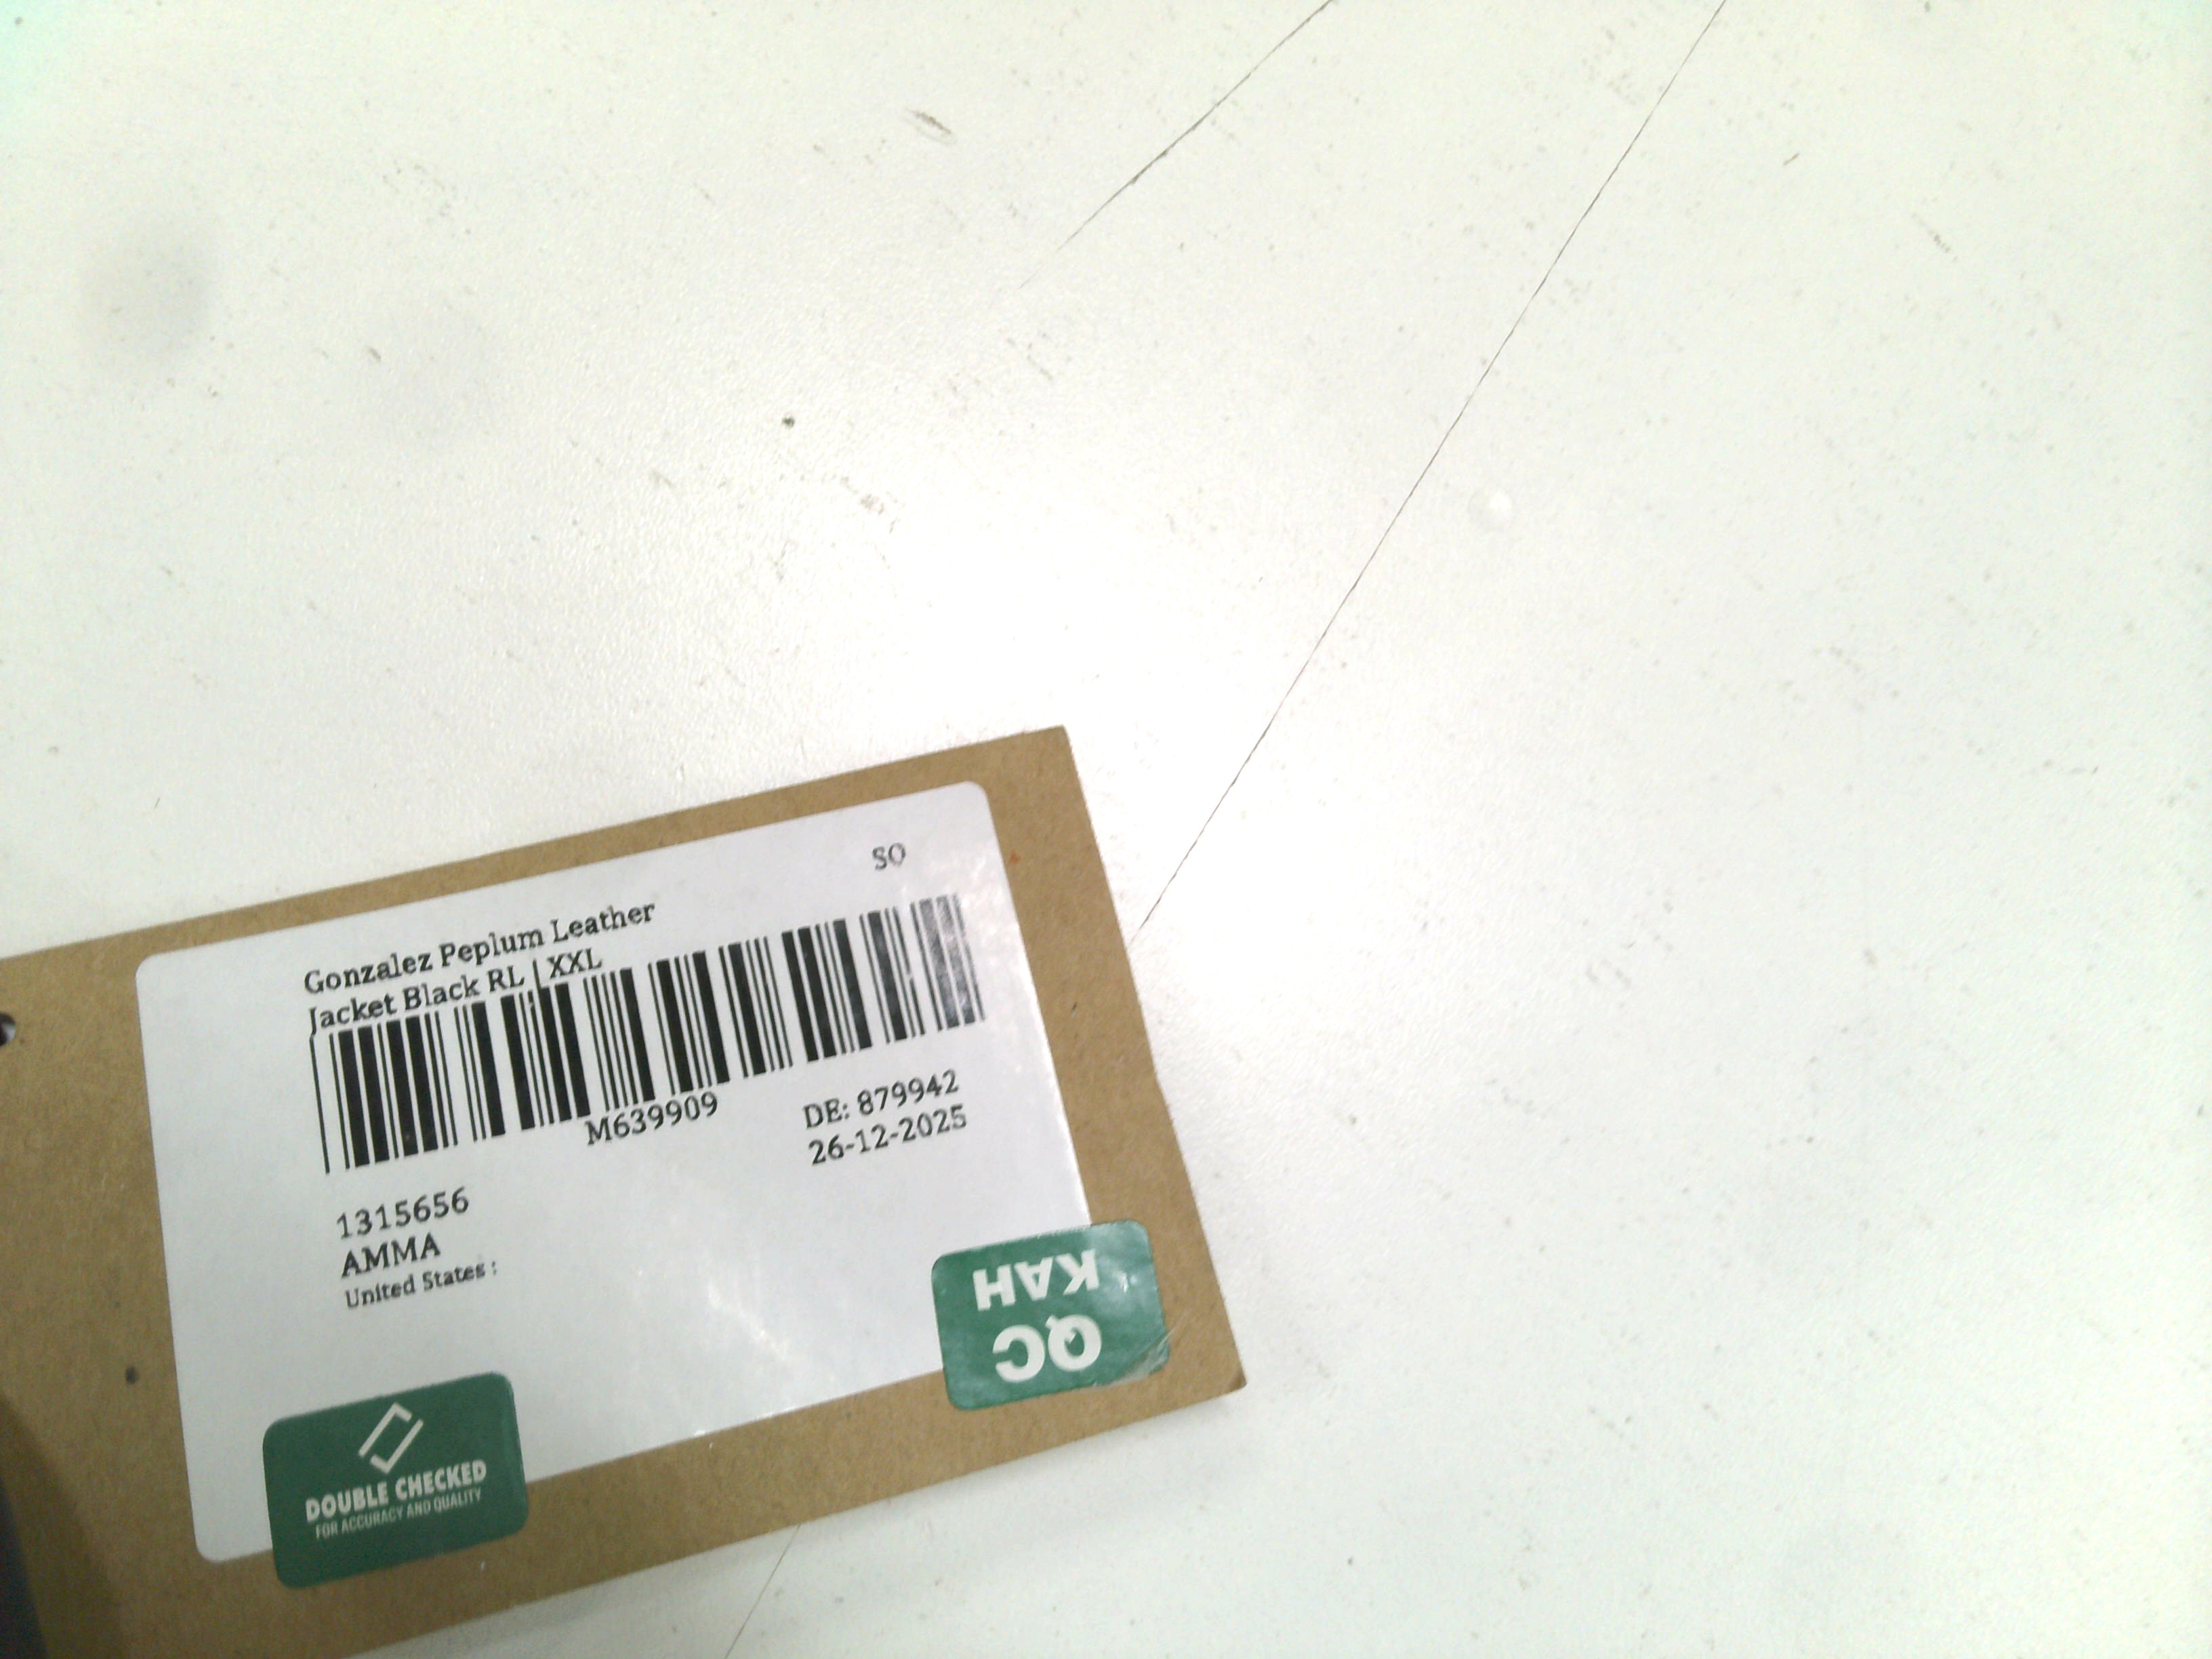 SO
Gonzalez Peplum Leather
Jacket Black RL | XXL
M639909
DE: 879942
26-12-2025
1315656
AMMA
United States :
QC
KAH
DOUBLE CHECKED
FOR ACCURACY AND QUALITY